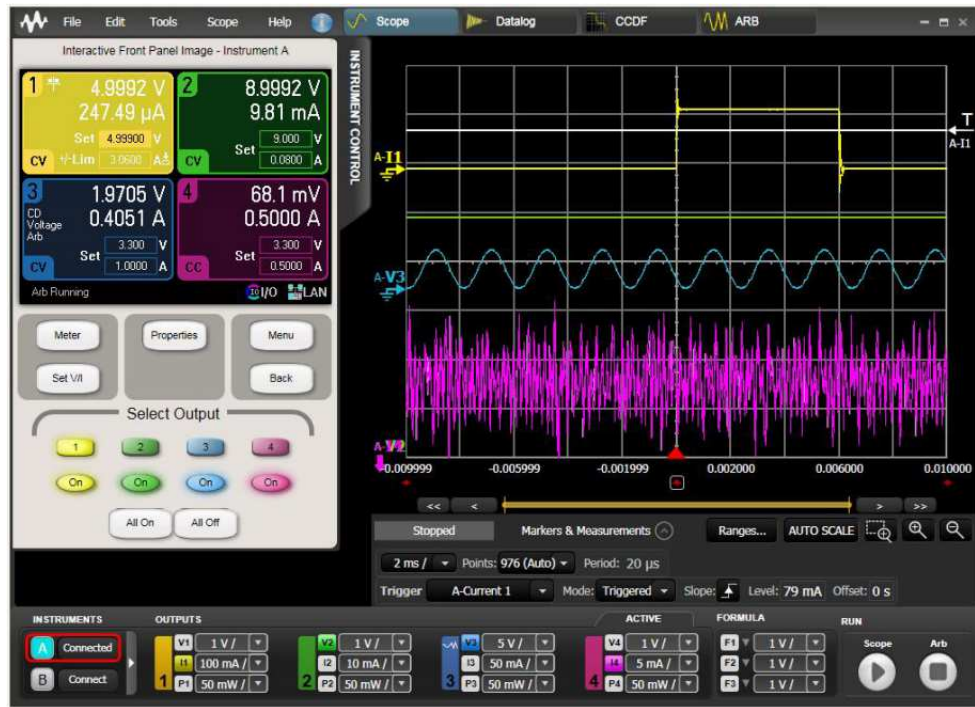 File Edit Tools Scope Help Scope Datalog CCDF ARB
Interactive Front Panel Image - Instrument A
INSTRUMENT CONTROL
1 4.9992 V
247.49 µA
Set 4.99900 V
CV +/-Lim 3.0600 A
2 8.9992 V
9.81 mA
Set 9.000 V
CV 0.0800 A
3 1.9705 V
CD Voltage Arb 0.4051 A
Set 3.300 V
CV 1.0000 A
4 68.1 mV
0.5000 A
Set 3.300 V
CC 0.5000 A
Arb Running IO I/O LAN
Meter Properties Menu
Set V/I Back
Select Output
1 2 3 4
On On On On
All On All Off
T
A-I1
A-I1
A-V3
-0.009999 -0.005999 -0.001999 0.002000 0.006000 0.010000
<< < > >>
Stopped Markers & Measurements Ranges... AUTO SCALE
2 ms / Points: 976 (Auto) Period: 20 µs
Trigger A-Current 1 Mode: Triggered Slope: Level: 79 mA Offset: 0 s
INSTRUMENTS OUTPUTS ACTIVE FORMULA RUN
A Connected V1 1 V / V2 1 V / V3 5 V / V4 1 V / F1 1 V / Scope Arb
I1 100 mA / I2 10 mA / I3 50 mA / I4 5 mA / F2 1 V /
B Connect 1 P1 50 mW / 2 P2 50 mW / 3 P3 50 mW / 4 P4 50 mW / F3 1 V /